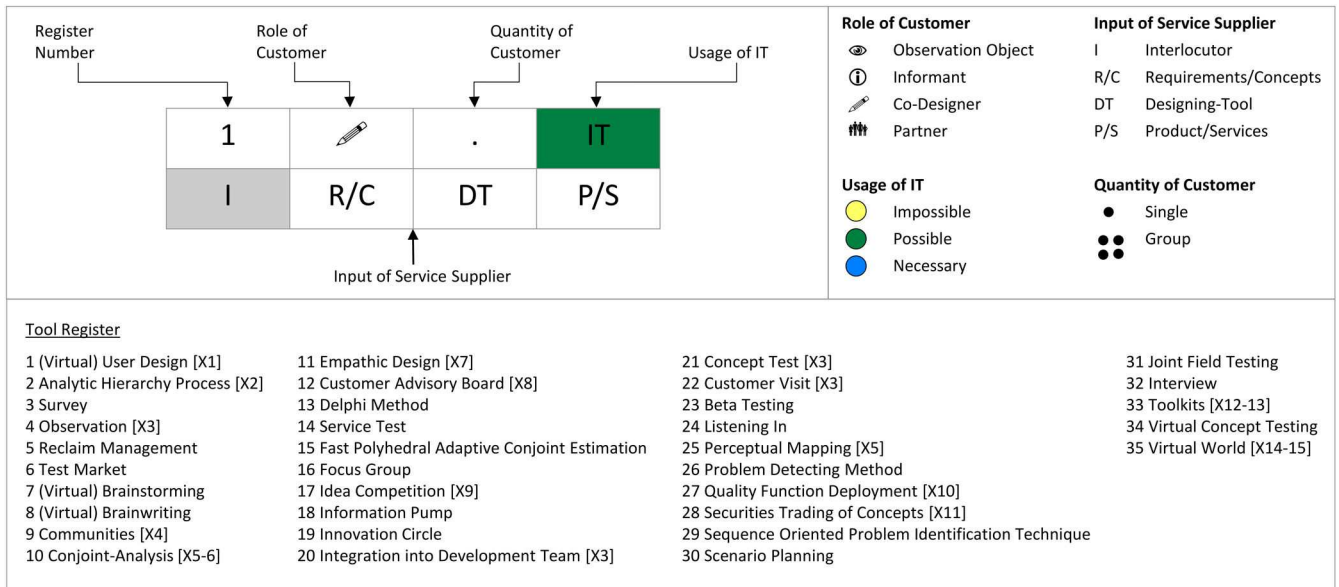 Register
Number
Role of
Customer
Quantity of
Customer
Usage of IT
1
.
IT
I
R/C
DT
P/S
Input of Service Supplier
Role of Customer
Observation Object
Informant
Co-Designer
Partner
Input of Service Supplier
I Interlocutor
R/C Requirements/Concepts
DT Designing-Tool
P/S Product/Services
Usage of IT
Impossible
Possible
Necessary
Quantity of Customer
Single
Group
Tool Register
1 (Virtual) User Design [X1]
2 Analytic Hierarchy Process [X2]
3 Survey
4 Observation [X3]
5 Reclaim Management
6 Test Market
7 (Virtual) Brainstorming
8 (Virtual) Brainwriting
9 Communities [X4]
10 Conjoint-Analysis [X5-6]
11 Empathic Design [X7]
12 Customer Advisory Board [X8]
13 Delphi Method
14 Service Test
15 Fast Polyhedral Adaptive Conjoint Estimation
16 Focus Group
17 Idea Competition [X9]
18 Information Pump
19 Innovation Circle
20 Integration into Development Team [X3]
21 Concept Test [X3]
22 Customer Visit [X3]
23 Beta Testing
24 Listening In
25 Perceptual Mapping [X5]
26 Problem Detecting Method
27 Quality Function Deployment [X10]
28 Securities Trading of Concepts [X11]
29 Sequence Oriented Problem Identification Technique
30 Scenario Planning
31 Joint Field Testing
32 Interview
33 Toolkits [X12-13]
34 Virtual Concept Testing
35 Virtual World [X14-15]